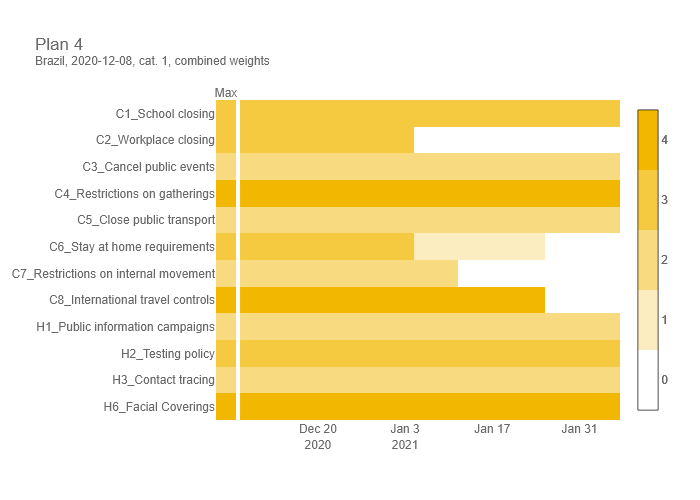 Plan 4
Brazil, 2020-12-08, cat. 1, combined weights
Max
C1_School closing
C2_Workplace closing
C3_Cancel public events
C4_Restrictions on gatherings
C5_Close public transport
C6_Stay at home requirements
C7_Restrictions on internal movement
C8_International travel controls
H1_Public information campaigns
H2_Testing policy
H3_Contact tracing
H6_Facial Coverings
Dec 20 Jan 3 Jan 17 Jan 31
2020 2021
4
3
2
1
0